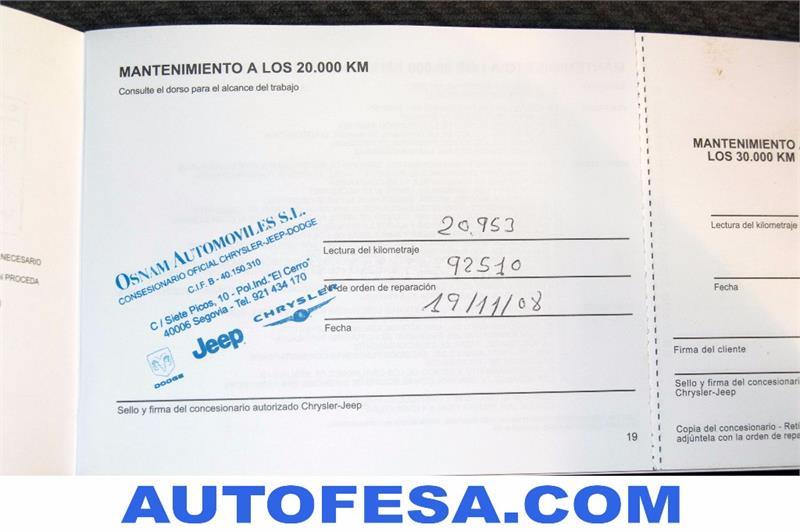 MANTENIMIENTO A LOS 20.000 KM
Consulte el dorso para el alcance del trabajo
OSNAM AUTOMOVILES S.L.
CONSESIONARIO OFICIAL CHRYSLER-JEEP-DODGE
C.I.F. B - 40.150.310
C / Siete Picos, 10 - Pol.Ind."El Cerro"
40006 Segovia - Tel. 921 434 170
DODGE
Jeep
CHRYSLER
20.953
Lectura del kilometraje
92510
Nº de orden de reparación
19/11/08
Fecha
Sello y firma del concesionario autorizado Chrysler-Jeep
19
NECESARIO
PROCEDA
MANTENIMIENTO
LOS 30.000 KM
Lectura del kilometraje
Fecha
Firma del cliente
Sello y firma del concesionario
Chrysler-Jeep
Copia del concesionario -
adjúntela con la orden de
AUTOFESA.COM